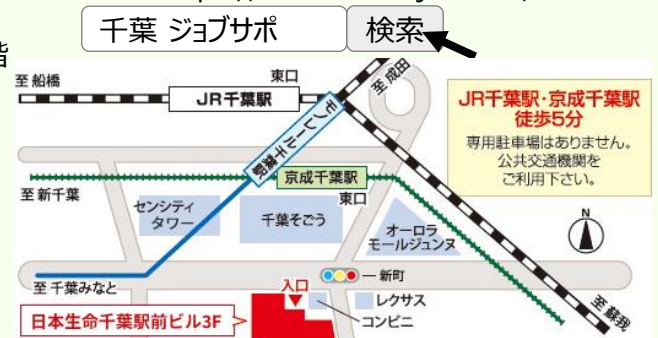 千葉 ジョブサポ
検索
階
至 船橋
東口
JR千葉駅
至 成田
モノレール千葉駅
JR千葉駅・京成千葉駅
徒歩5分
専用駐車場はありません。
公共交通機関を
ご利用下さい。
至 新千葉
京成千葉駅
東口
センシティ
タワー
千葉そごう
オーロラ
モールジュンヌ
N
新町
至 千葉みなと
入口
レクサス
コンビニ
至 蘇我
日本生命千葉駅前ビル3F